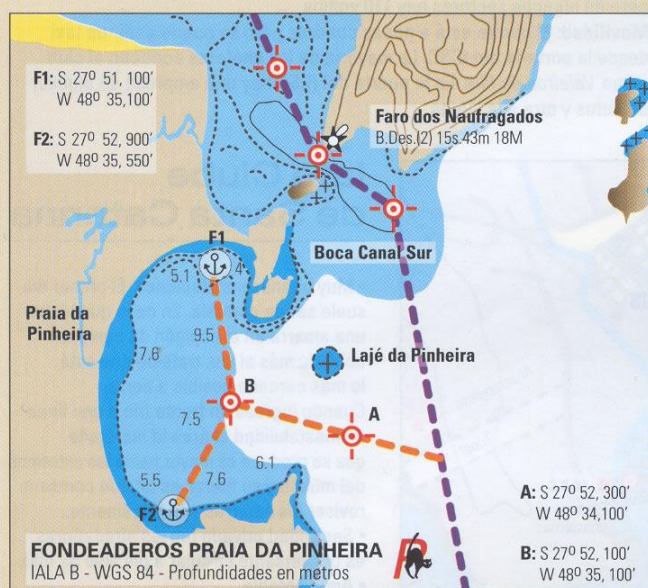 F1: S 27º 51, 100'
W 48º 35,100'
F2: S 27º 52, 900'
W 48º 35, 550'
Faro dos Naufragados
B.Des.(2) 15s.43m 18M
Boca Canal Sur
F1
5.1
4
Praia da
Pinheira
9.5
7.6
Lajé da Pinheira
B
7.5
A
6.1
5.5
7.6
F2
A: S 27º 52, 300'
W 48º 34,100'
B: S 27º 52, 100'
W 48º 35, 100'
FONDEADEROS PRAIA DA PINHEIRA
IALA B - WGS 84 - Profundidades en metros